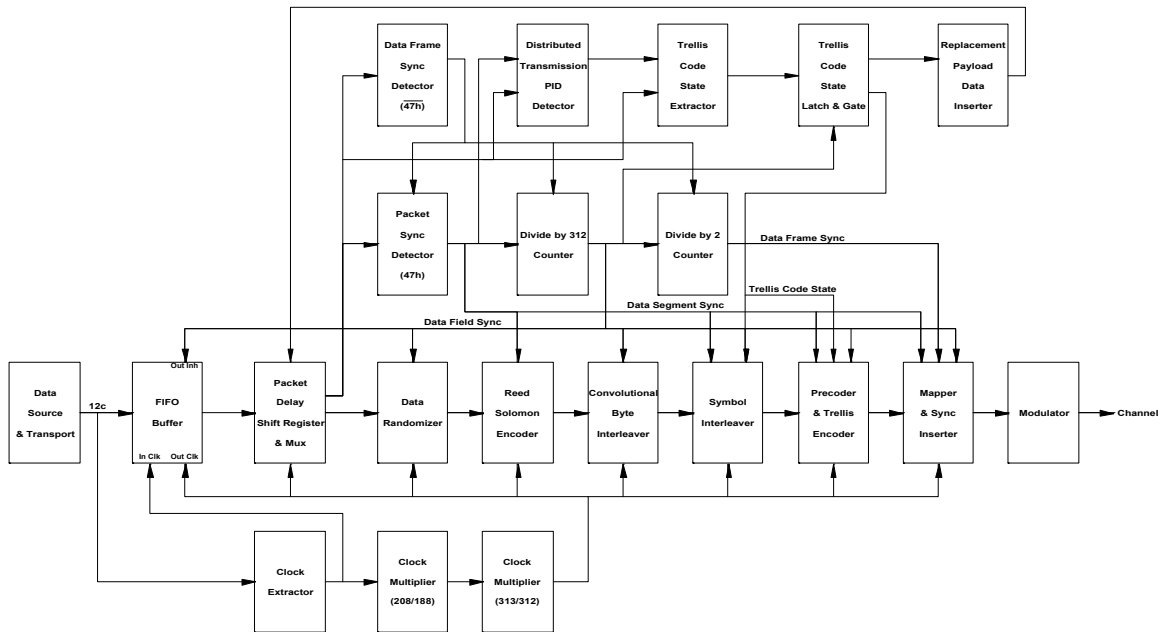 Data Frame
Sync
Detector
(4̅7̅h̅)
Distributed
Transmission
PID
Detector
Trellis
Code
State
Extractor
Trellis
Code
State
Latch & Gate
Replacement
Payload
Data
Inserter
Packet
Sync
Detector
(47h)
Divide by 312
Counter
Divide by 2
Counter
Data Frame Sync
Trellis Code State
Data Segment Sync
Data Field Sync
Data
Source
& Transport
12c
Out Inh
FIFO
Buffer
In Clk
Out Clk
Packet
Delay
Shift Register
& Mux
Data
Randomizer
Reed
Solomon
Encoder
Convolutional
Byte
Interleaver
Symbol
Interleaver
Precoder
& Trellis
Encoder
Mapper
& Sync
Inserter
Modulator
Channel
Clock
Extractor
Clock
Multiplier
(208/188)
Clock
Multiplier
(313/312)